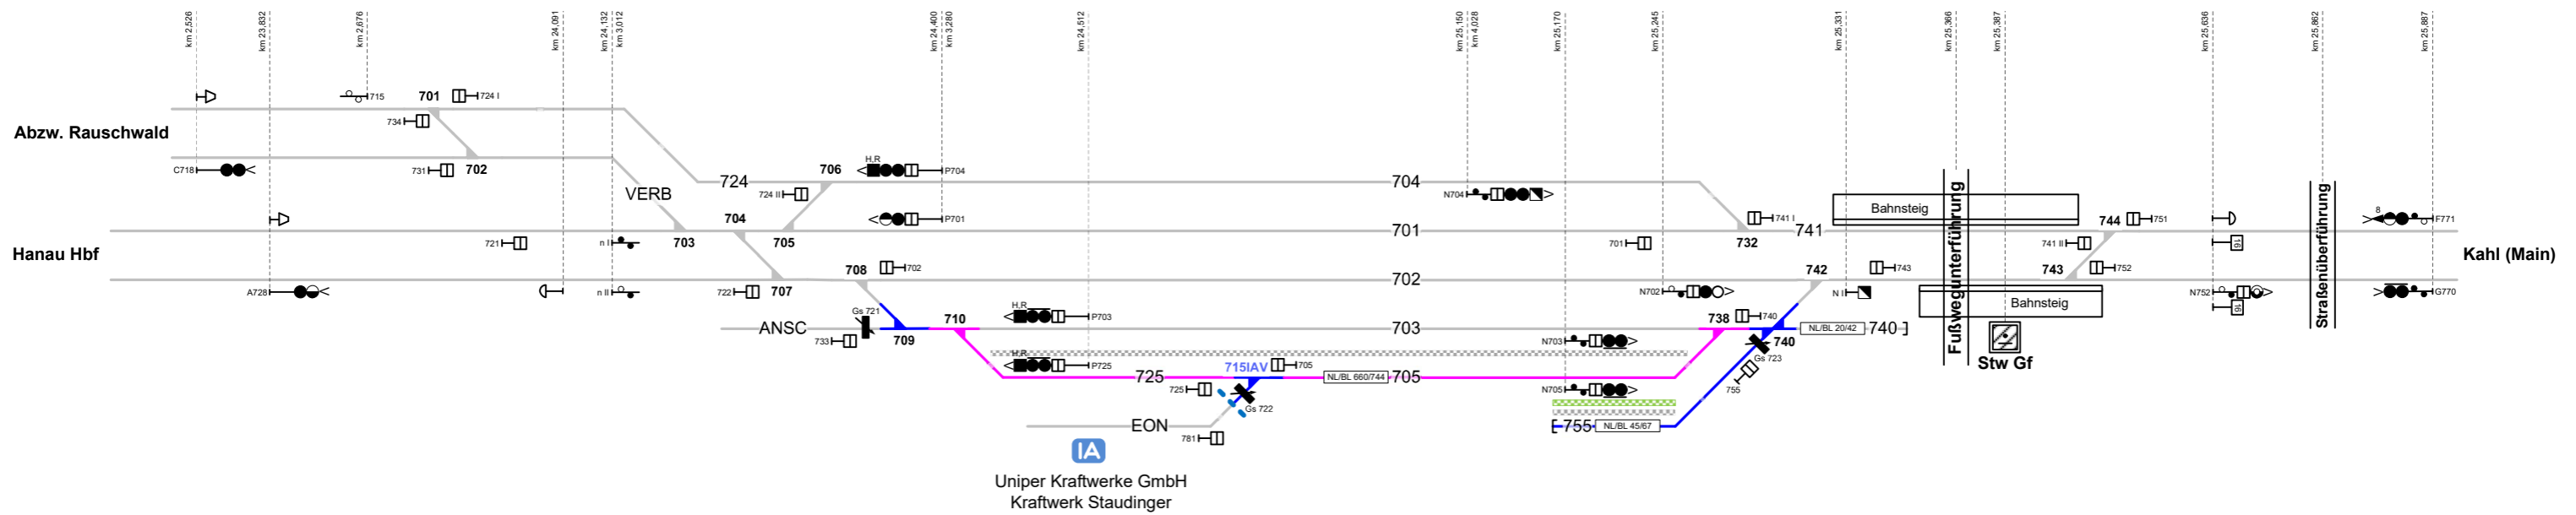 km 2,526
km 23,832
km 2,676
km 24,091
km 24,132
km 3,012
km 24,400
km 3,280
km 24,512
km 25,150
km 4,028
km 25,170
km 25,245
km 25,331
km 25,366
km 25,387
km 25,636
km 25,862
km 25,887
715
701
724 I
734
Abzw. Rauschwald
C718
731
702
VERB
724
706
H,R
P704
704
724 II
N704
Bahnsteig
Fußwegunterführung
Straßenüberführung
704
P701
741 I
744
751
8
F771
n I
721
703
705
701
701
732
741
741 II
16
Hanau Hbf
Kahl (Main)
708
702
702
742
743
743
752
A728
n II
722
707
N702
N I
N752
G770
16
Bahnsteig
Gs 721
H,R
P703
710
738
740
ANSC
703
NL/BL 20/42
740
733
709
N703
740
Gs 723
Stw Gf
H,R
P725
715IAV
705
725
NL/BL 660/744
705
725
N705
755
Gs 722
EON
781
755
NL/BL 45/67
IA
Uniper Kraftwerke GmbH
Kraftwerk Staudinger